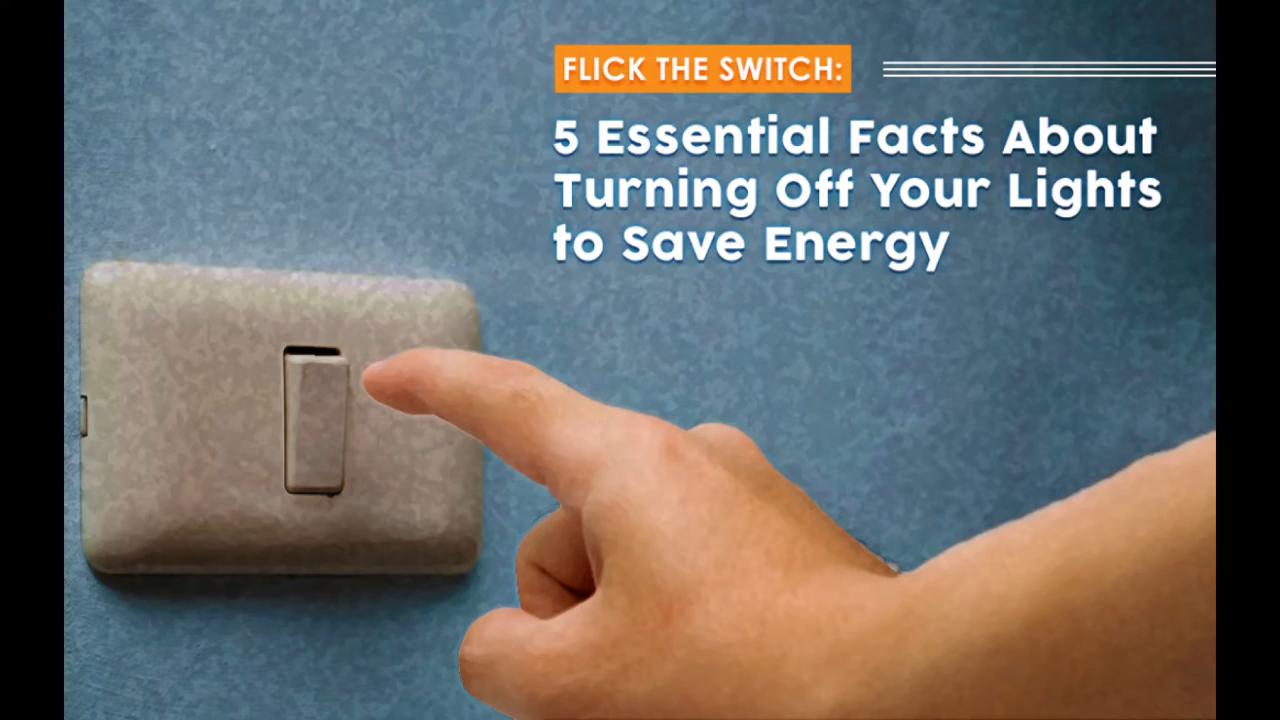 FLICK THE SWITCH:
5 Essential Facts About
Turning Off Your Lights
to Save Energy